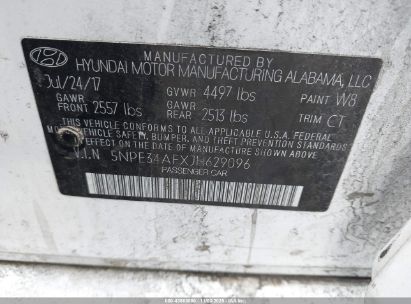 MANUFACTURED BY
HYUNDAI MOTOR MANUFACTURING ALABAMA, LLC
Jul/24/17 GVWR 4497 lbs PAINT W8
GAWR FRONT 2557 lbs GAWR REAR 2513 lbs TRIM CT
THIS VEHICLE CONFORMS TO ALL APPLICABLE U.S.A. FEDERAL
MOTOR VEHICLE SAFETY, BUMPER, AND THEFT PREVENTION STANDARDS
IN EFFECT ON THE DATE OF MANUFACTURE SHOWN ABOVE.
V.I.N 5NPE34AFXJH629096
PASSENGER CAR